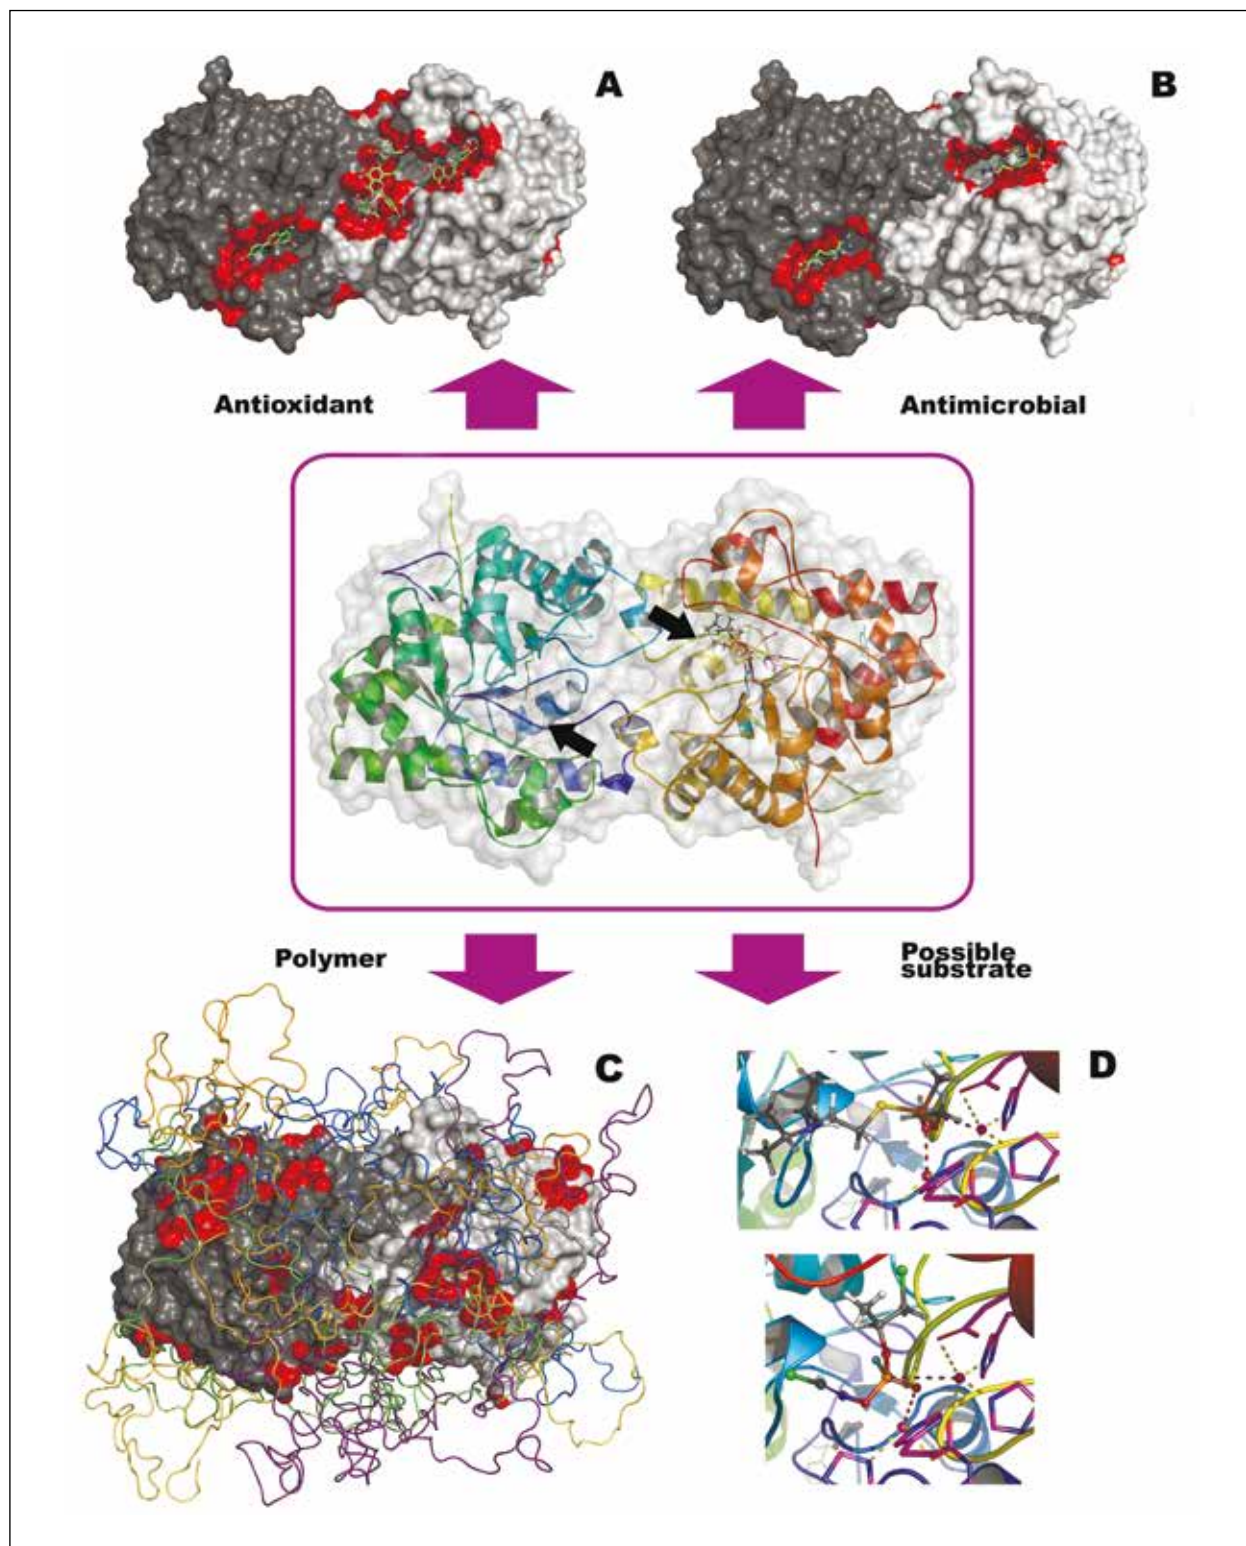 A
B
Antioxidant
Antimicrobial
Polymer
Possible
substrate
C
D